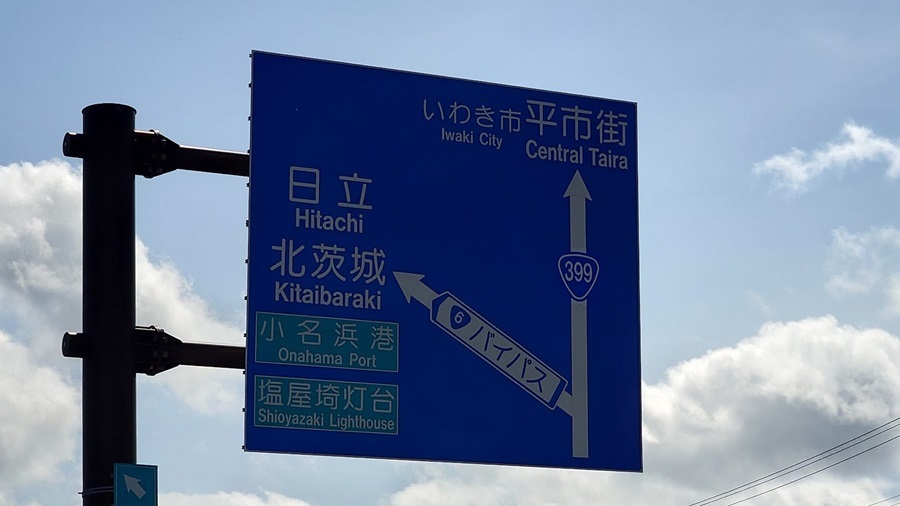 いわき市 平市街
Iwaki City Central Taira
日立
Hitachi
北茨城
Kitaibaraki
399
6 バイパス
小名浜港
Onahama Port
塩屋埼灯台
Shioyazaki Lighthouse